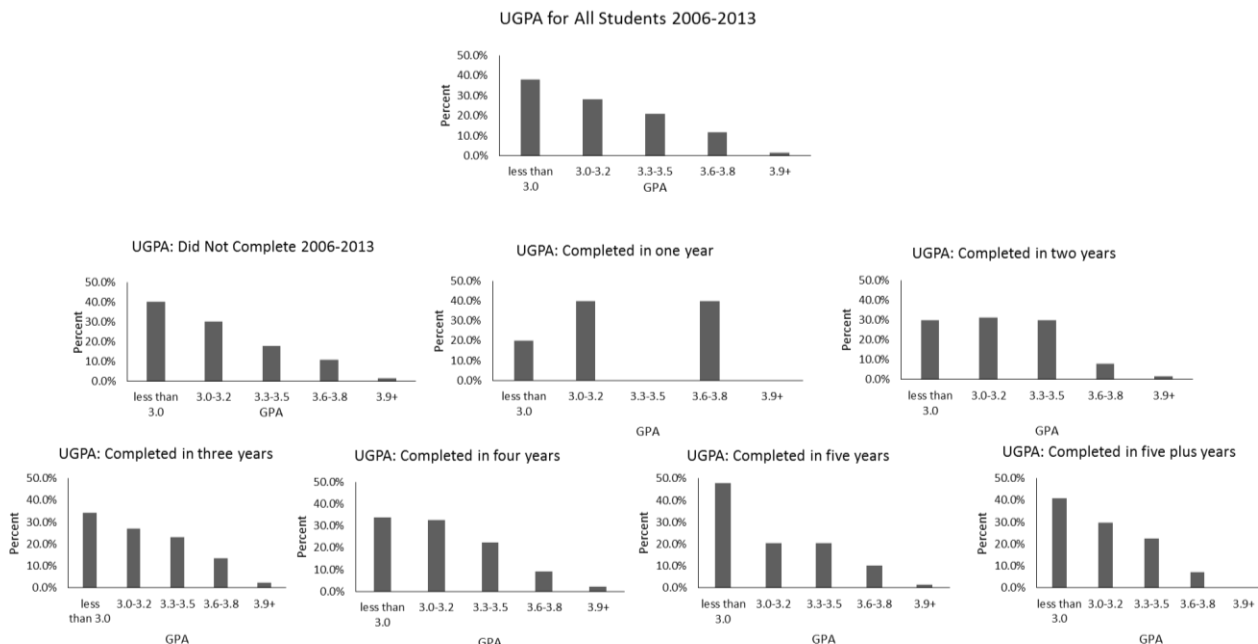 UGPA for All Students 2006-2013
50.0%
40.0%
30.0%
20.0%
10.0%
0.0%
Percent
less than 3.0-3.2 3.3-3.5 3.6-3.8 3.9+
3.0
GPA
UGPA: Did Not Complete 2006-2013
50.0%
40.0%
30.0%
20.0%
10.0%
0.0%
Percent
less than 3.0-3.2 3.3-3.5 3.6-3.8 3.9+
3.0
GPA
UGPA: Completed in one year
50.0%
40.0%
30.0%
20.0%
10.0%
0.0%
Percent
less than 3.0-3.2 3.3-3.5 3.6-3.8 3.9+
3.0
GPA
UGPA: Completed in two years
50.0%
40.0%
30.0%
20.0%
10.0%
0.0%
Percent
less than 3.0-3.2 3.3-3.5 3.6-3.8 3.9+
3.0
GPA
UGPA: Completed in three years
50.0%
40.0%
30.0%
20.0%
10.0%
0.0%
Percent
less 3.0-3.2 3.3-3.5 3.6-3.8 3.9+
than 3.0
GPA
UGPA: Completed in four years
50.0%
40.0%
30.0%
20.0%
10.0%
0.0%
Percent
less than 3.0-3.2 3.3-3.5 3.6-3.8 3.9+
3.0
GPA
UGPA: Completed in five years
50.0%
40.0%
30.0%
20.0%
10.0%
0.0%
Percent
less than 3.0-3.2 3.3-3.5 3.6-3.8 3.9+
3.0
GPA
UGPA: Completed in five plus years
50.0%
40.0%
30.0%
20.0%
10.0%
0.0%
Percent
less than 3.0-3.2 3.3-3.5 3.6-3.8 3.9+
3.0
GPA